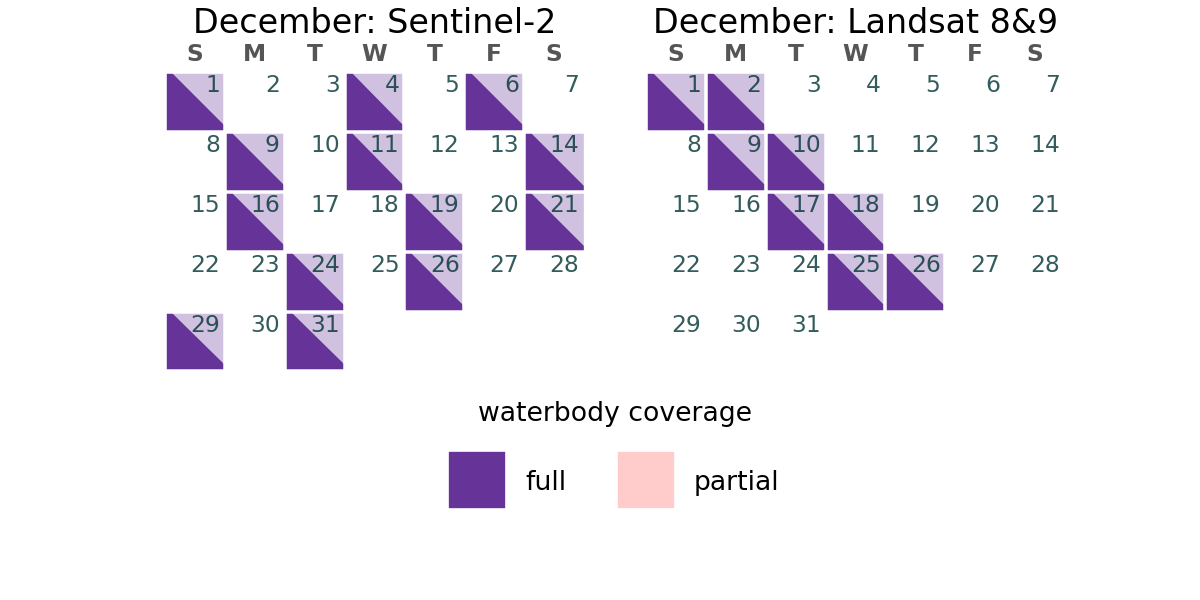 December: Sentinel-2
S M T W T F S
1 2 3 4 5 6 7
8 9 10 11 12 13 14
15 16 17 18 19 20 21
22 23 24 25 26 27 28
29 30 31
December: Landsat 8&9
S M T W T F S
1 2 3 4 5 6 7
8 9 10 11 12 13 14
15 16 17 18 19 20 21
22 23 24 25 26 27 28
29 30 31
waterbody coverage
full partial